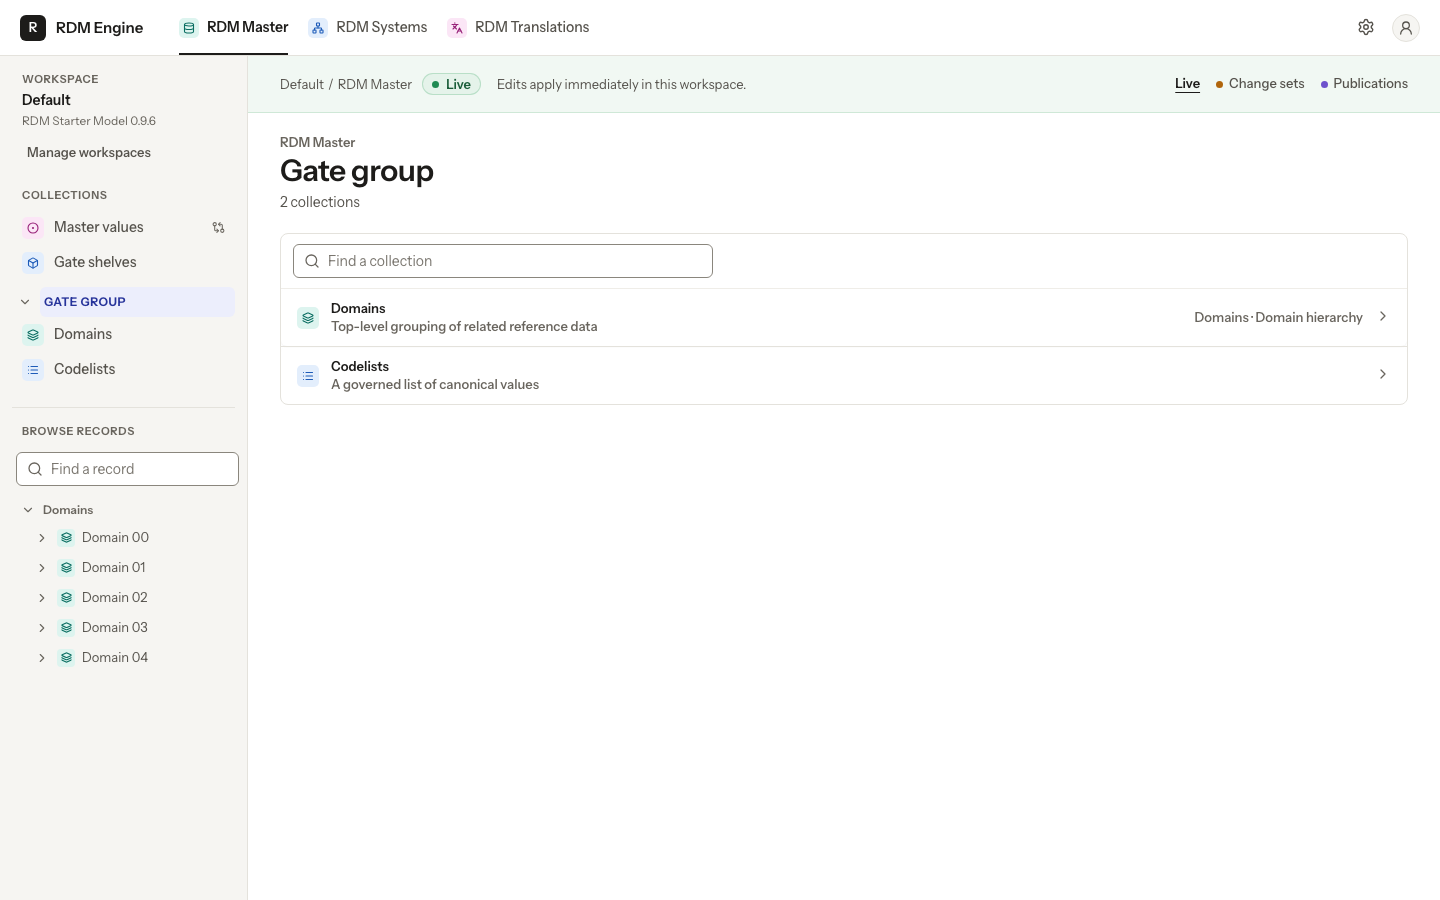 R RDM Engine
RDM Master
RDM Systems
RDM Translations
WORKSPACE
Default
RDM Starter Model 0.9.6
Manage workspaces
COLLECTIONS
Master values
Gate shelves
GATE GROUP
Domains
Codelists
BROWSE RECORDS
Find a record
Domains
Domain 00
Domain 01
Domain 02
Domain 03
Domain 04
Default / RDM Master
Live
Edits apply immediately in this workspace.
Live
Change sets
Publications
RDM Master
Gate group
2 collections
Find a collection
Domains
Top-level grouping of related reference data
Domains · Domain hierarchy
Codelists
A governed list of canonical values